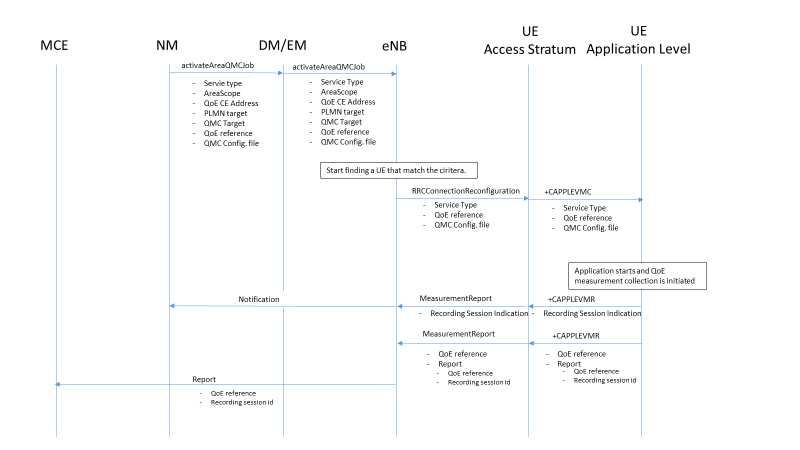 MCE
NM
DM/EM
eNB
UE
Access Stratum
UE
Application Level
activateAreaQMCJob
- Servie type
- AreaScope
- QoE CE Address
- PLMN target
- QMC Target
- QoE reference
- QMC Config. file
activateAreaQMCJob
- Service Type
- AreaScope
- QoE CE Address
- PLMN target
- QMC Target
- QoE reference
- QMC Config. file
Start finding a UE that match the ciritera.
RRCConnectionReconfiguration
- Service Type
- QoE reference
- QMC Config. file
+CAPPLEVMC
- Service Type
- QoE reference
- QMC Config. file
Application starts and QoE
measurement collection is initiated
Notification
MeasurementReport
- Recording Session Indication
+CAPPLEVMR
- Recording Session Indication
MeasurementReport
- QoE reference
- Report
- QoE reference
- Recording session id
+CAPPLEVMR
- QoE reference
- Report
- QoE reference
- Recording session id
Report
- QoE reference
- Recording session id